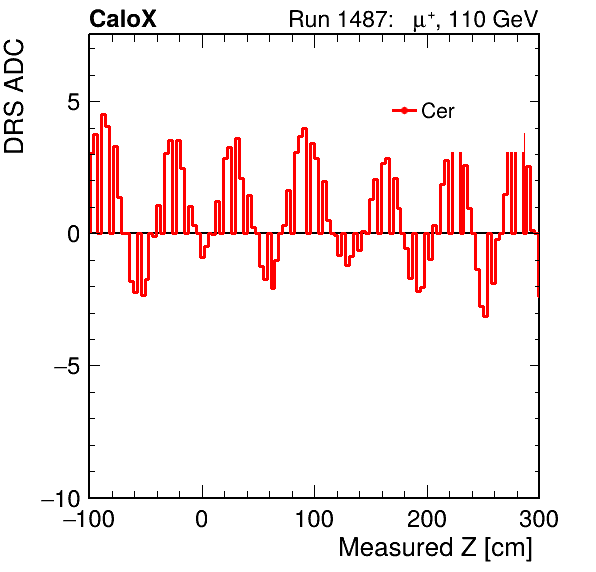 CaloX Run 1487: μ⁺, 110 GeV
DRS ADC
Cer
5
0
−5
−10
−100 0 100 200 300
Measured Z [cm]